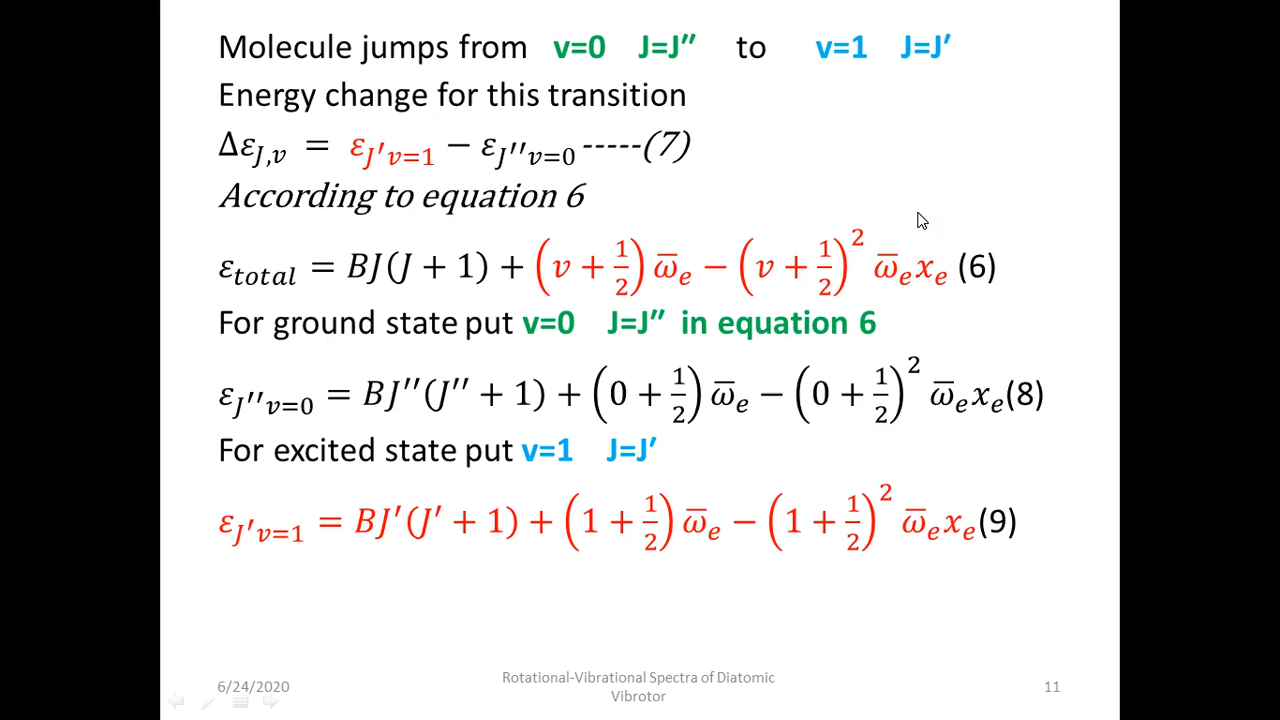 Molecule jumps from v=0 J=J″ to v=1 J=J′
Energy change for this transition
Δε_{J,v} = ε_{J′v=1} − ε_{J′′v=0} -----(7)
According to equation 6
ε_{total} = BJ(J + 1) + (v + 1/2) ω̅_e − (v + 1/2)² ω̅_e x_e (6)
For ground state put v=0 J=J″ in equation 6
ε_{J′′v=0} = BJ′′(J′′ + 1) + (0 + 1/2) ω̅_e − (0 + 1/2)² ω̅_e x_e(8)
For excited state put v=1 J=J′
ε_{J′v=1} = BJ′(J′ + 1) + (1 + 1/2) ω̅_e − (1 + 1/2)² ω̅_e x_e(9)
6/24/2020
Rotational-Vibrational Spectra of Diatomic
Vibrotor
11